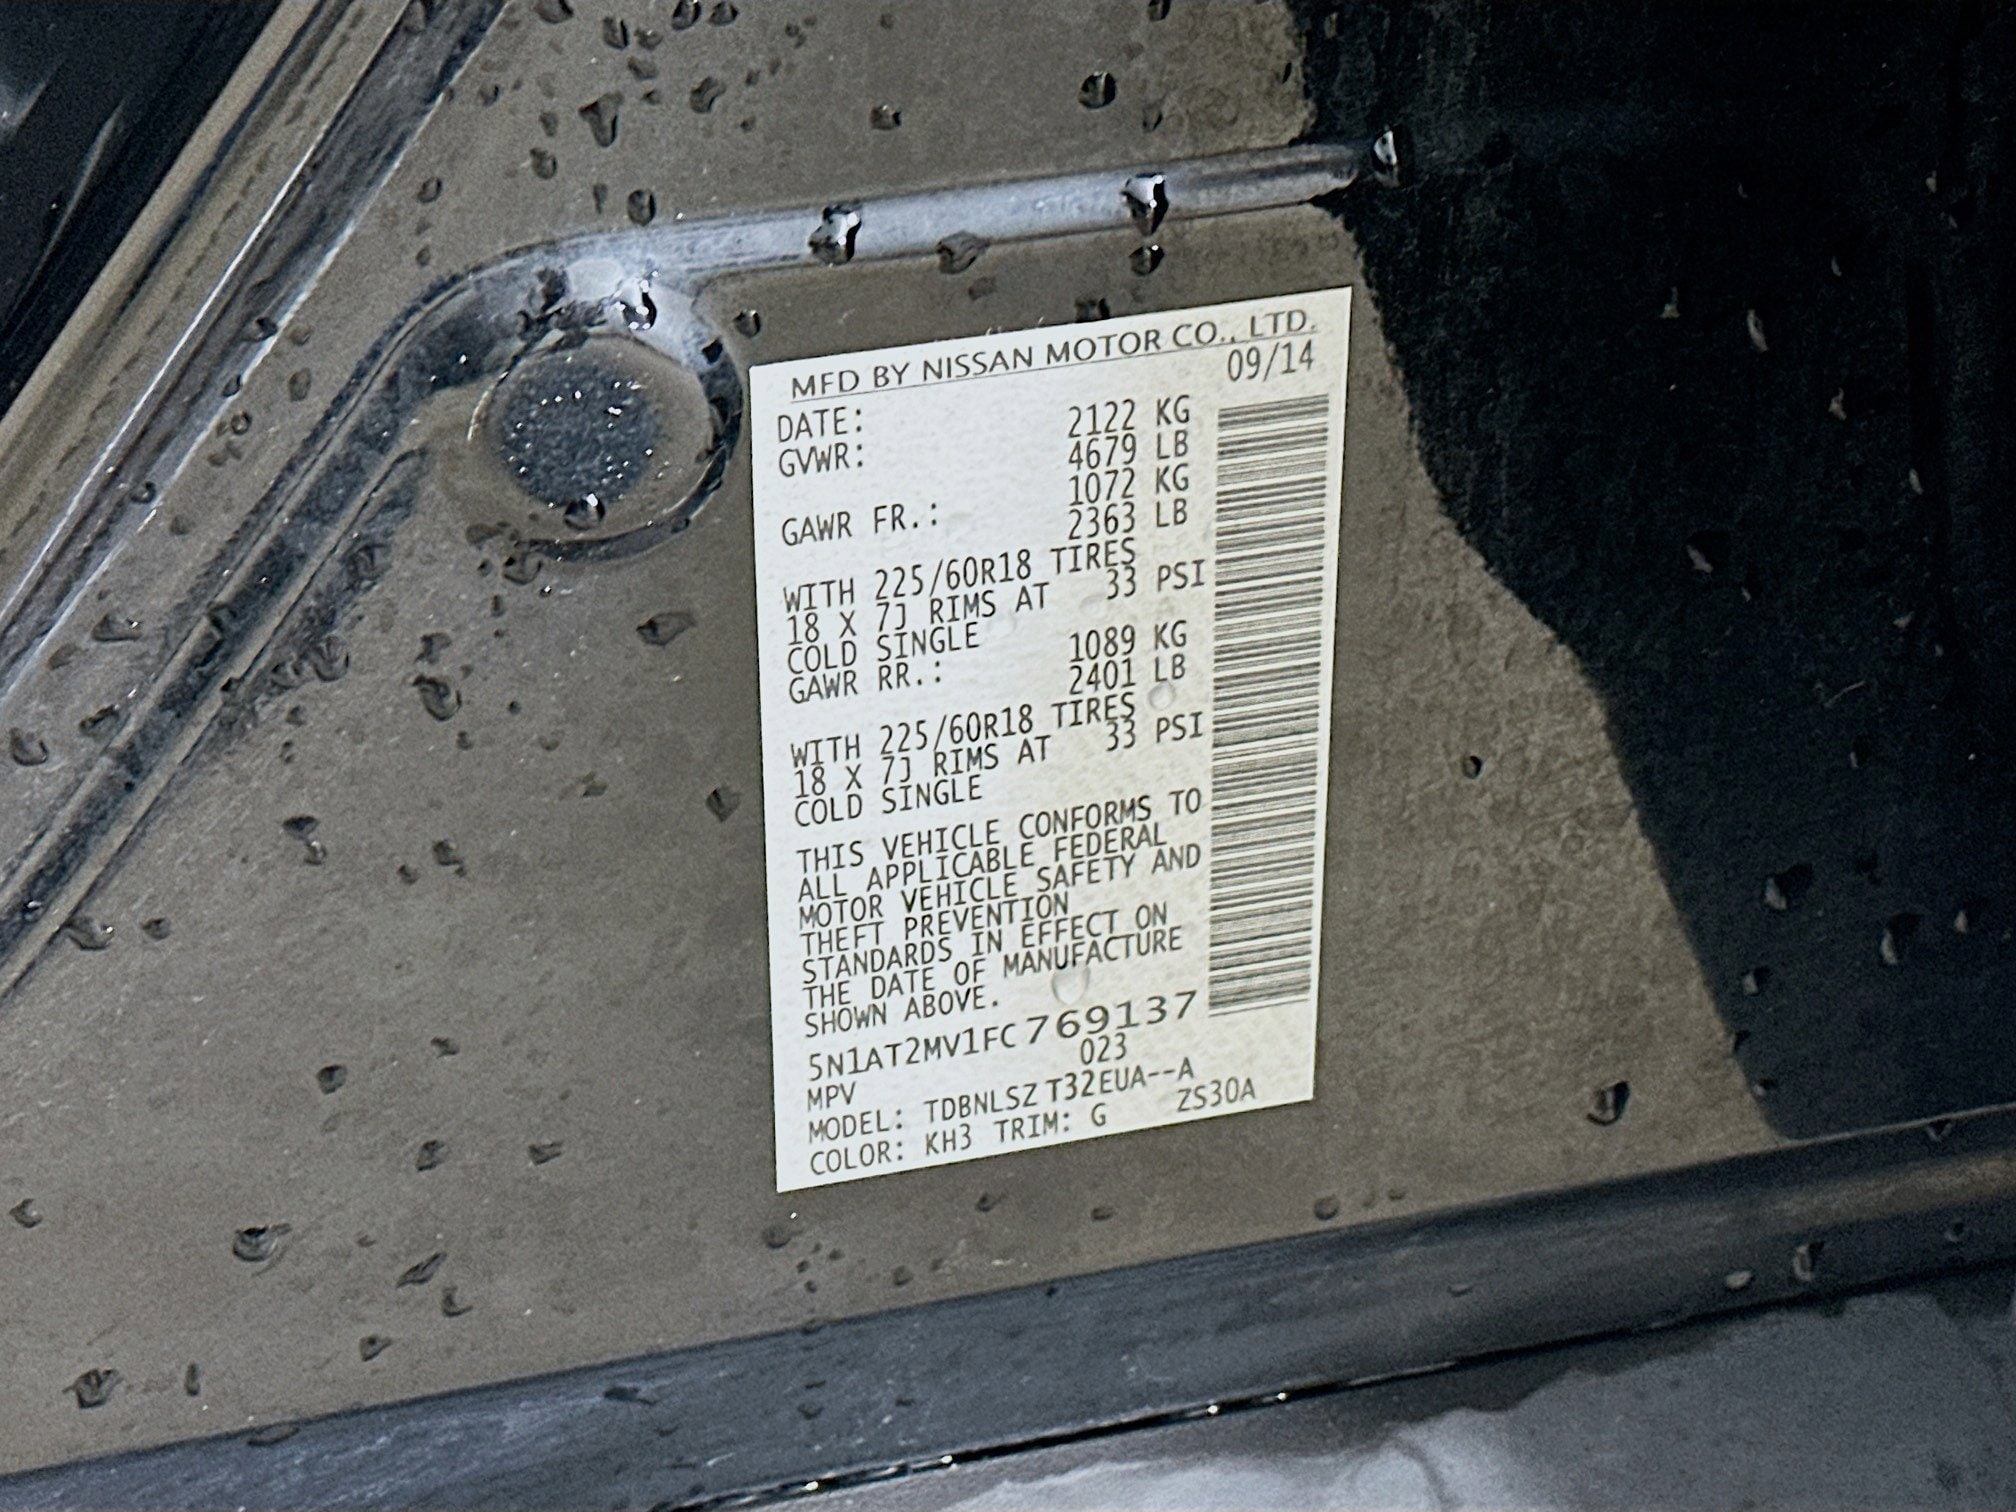 MFD BY NISSAN MOTOR CO., LTD.
DATE: 09/14
GVWR: 2122 KG
4679 LB
GAWR FR.: 1072 KG
2363 LB
WITH 225/60R18 TIRES
18 X 7J RIMS AT 33 PSI
COLD SINGLE
GAWR RR.: 1089 KG
2401 LB
WITH 225/60R18 TIRES
18 X 7J RIMS AT 33 PSI
COLD SINGLE
THIS VEHICLE CONFORMS TO
ALL APPLICABLE FEDERAL
MOTOR VEHICLE SAFETY AND
THEFT PREVENTION
STANDARDS IN EFFECT ON
THE DATE OF MANUFACTURE
SHOWN ABOVE.
5N1AT2MV1FC769137
MPV 023
MODEL: TDBNLSZ T32EUA--A
COLOR: KH3 TRIM: G ZS30A